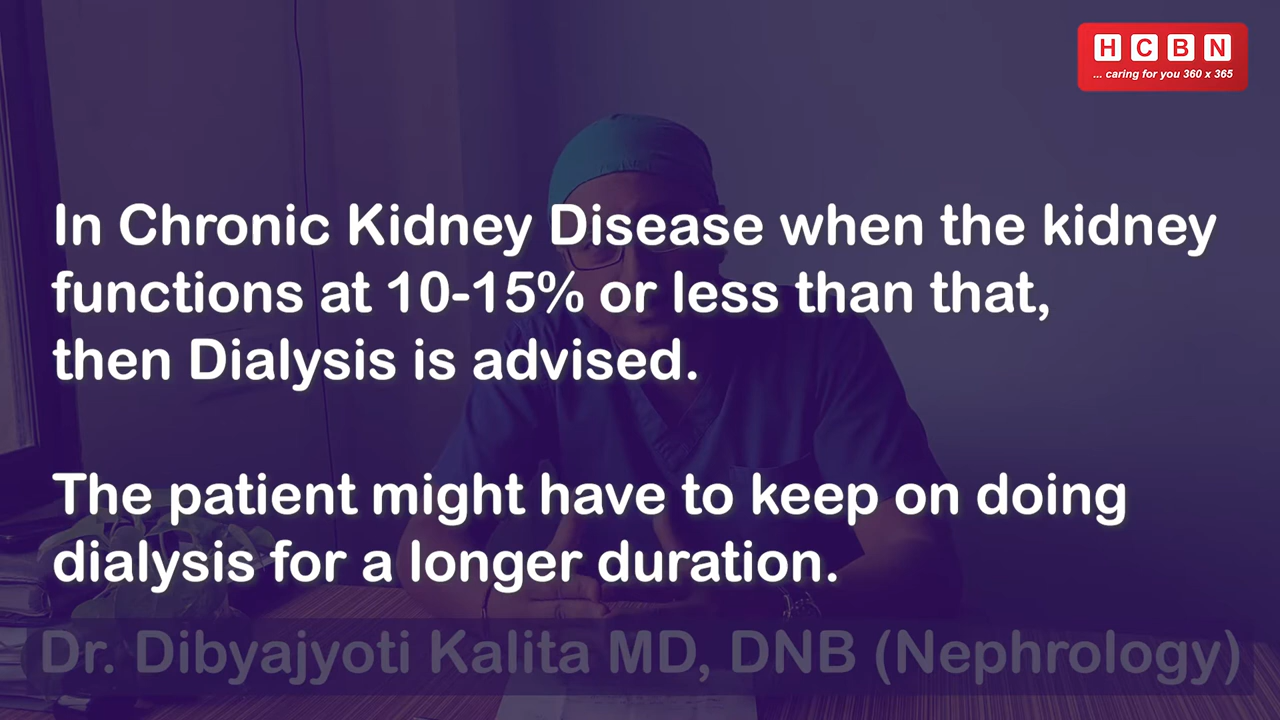 HCBN
... caring for you 360 x 365
In Chronic Kidney Disease when the kidney
functions at 10-15% or less than that,
then Dialysis is advised.
The patient might have to keep on doing
dialysis for a longer duration.
Dr. Dibyajyoti Kalita MD, DNB (Nephrology)